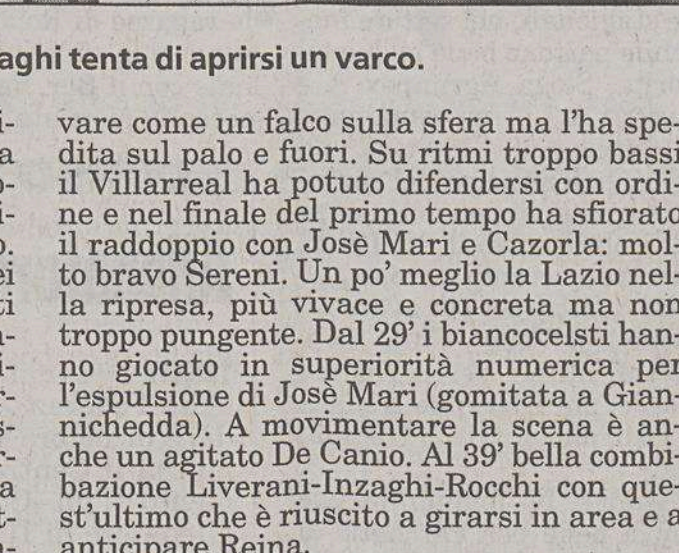 aghi tenta di aprirsi un varco.
i-
a
o-
i-
o.
ei
ti
n-
i-
r-
s-
r-
a
t-
vare come un falco sulla sfera ma l'ha spe-
dita sul palo e fuori. Su ritmi troppo bassi
il Villarreal ha potuto difendersi con ordi-
ne e nel finale del primo tempo ha sfiorato
il raddoppio con Josè Mari e Cazorla: mol-
to bravo Sereni. Un po' meglio la Lazio nel-
la ripresa, più vivace e concreta ma non
troppo pungente. Dal 29' i biancocelsti han-
no giocato in superiorità numerica per
l'espulsione di Josè Mari (gomitata a Gian-
nichedda). A movimentare la scena è an-
che un agitato De Canio. Al 39' bella combi-
bazione Liverani-Inzaghi-Rocchi con que-
st'ultimo che è riuscito a girarsi in area e a
anticipare Reina.